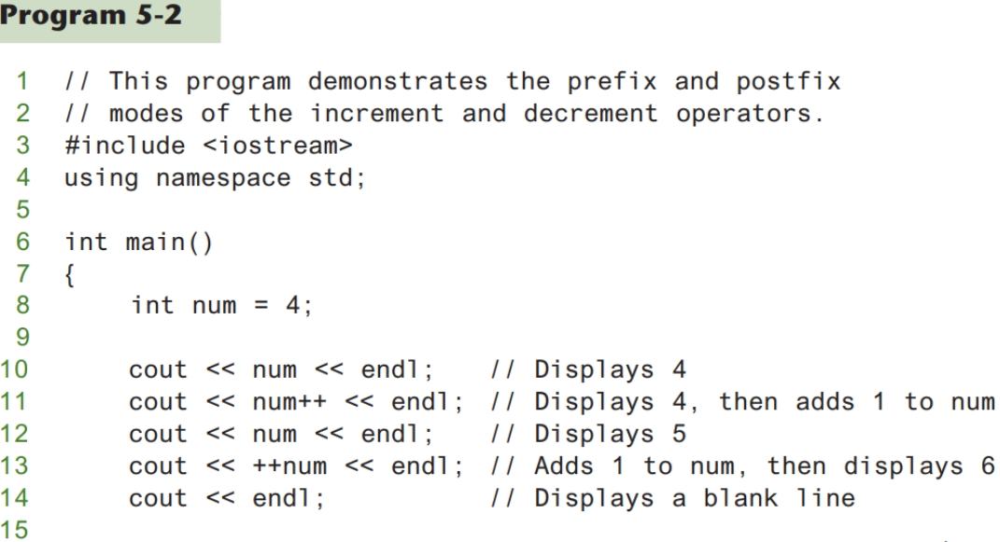 Program 5-2
1 // This program demonstrates the prefix and postfix
2 // modes of the increment and decrement operators.
3 #include <iostream>
4 using namespace std;
5
6 int main()
7 {
8 int num = 4;
9
10 cout << num << endl; // Displays 4
11 cout << num++ << endl; // Displays 4, then adds 1 to num
12 cout << num << endl; // Displays 5
13 cout << ++num << endl; // Adds 1 to num, then displays 6
14 cout << endl; // Displays a blank line
15